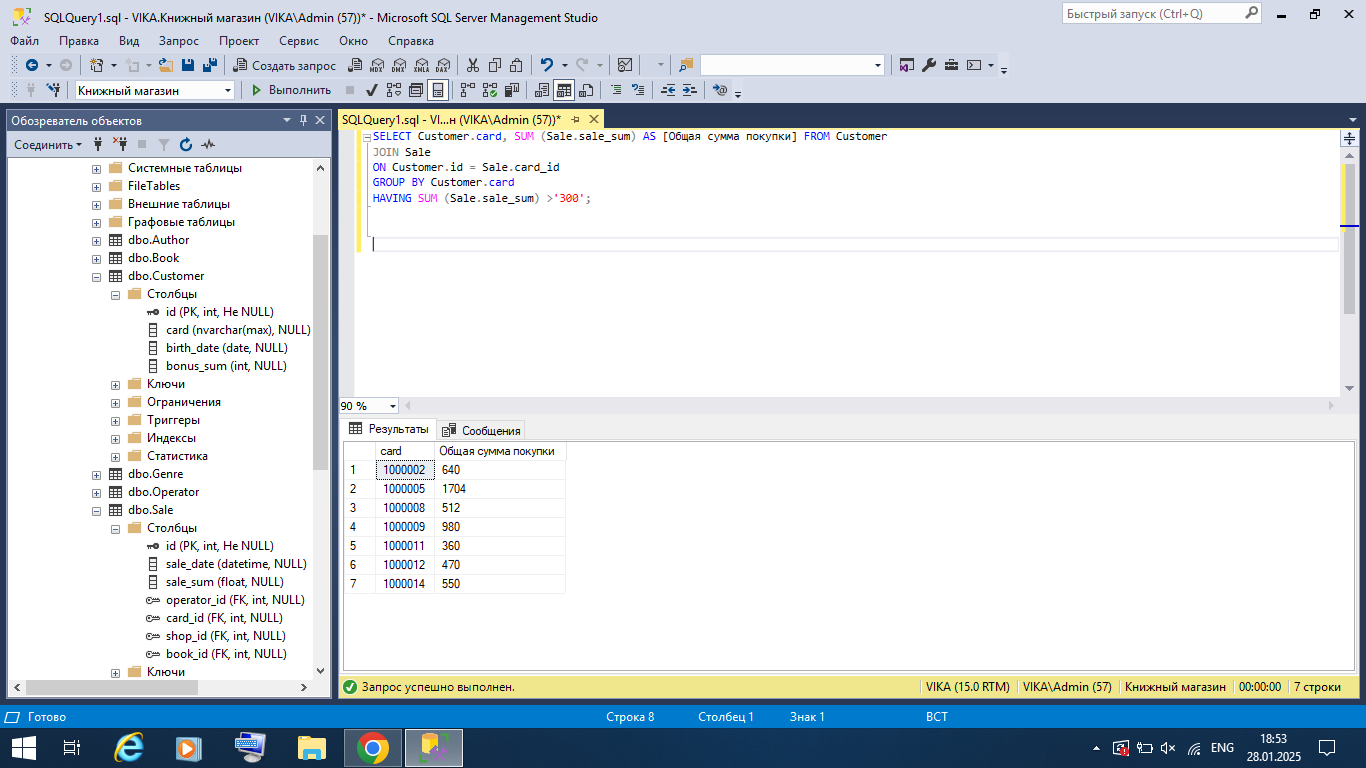 SQLQuery1.sql - VIKA.Книжный магазин (VIKA\Admin (57))* - Microsoft SQL Server Management Studio
Быстрый запуск (Ctrl+Q)
Файл Правка Вид Запрос Проект Сервис Окно Справка
Создать запрос MDX DMX XMLA DAX
Книжный магазин Выполнить
Обозреватель объектов
SQLQuery1.sql - VI...н (VIKA\Admin (57))*
Соединить
Системные таблицы
FileTables
Внешние таблицы
Графовые таблицы
dbo.Author
dbo.Book
dbo.Customer
Столбцы
id (PK, int, Не NULL)
card (nvarchar(max), NULL)
birth_date (date, NULL)
bonus_sum (int, NULL)
Ключи
Ограничения
Триггеры
Индексы
Статистика
dbo.Genre
dbo.Operator
dbo.Sale
Столбцы
id (PK, int, Не NULL)
sale_date (datetime, NULL)
sale_sum (float, NULL)
operator_id (FK, int, NULL)
card_id (FK, int, NULL)
shop_id (FK, int, NULL)
book_id (FK, int, NULL)
Ключи
SELECT Customer.card, SUM (Sale.sale_sum) AS [Общая сумма покупки] FROM Customer
JOIN Sale
ON Customer.id = Sale.card_id
GROUP BY Customer.card
HAVING SUM (Sale.sale_sum) >'300';
90 %
Результаты Сообщения
card Общая сумма покупки
1 1000002 640
2 1000005 1704
3 1000008 512
4 1000009 980
5 1000011 360
6 1000012 470
7 1000014 550
Запрос успешно выполнен. VIKA (15.0 RTM) VIKA\Admin (57) Книжный магазин 00:00:00 7 строки
Готово Строка 8 Столбец 1 Знак 1 ВСТ
ENG 18:53
28.01.2025